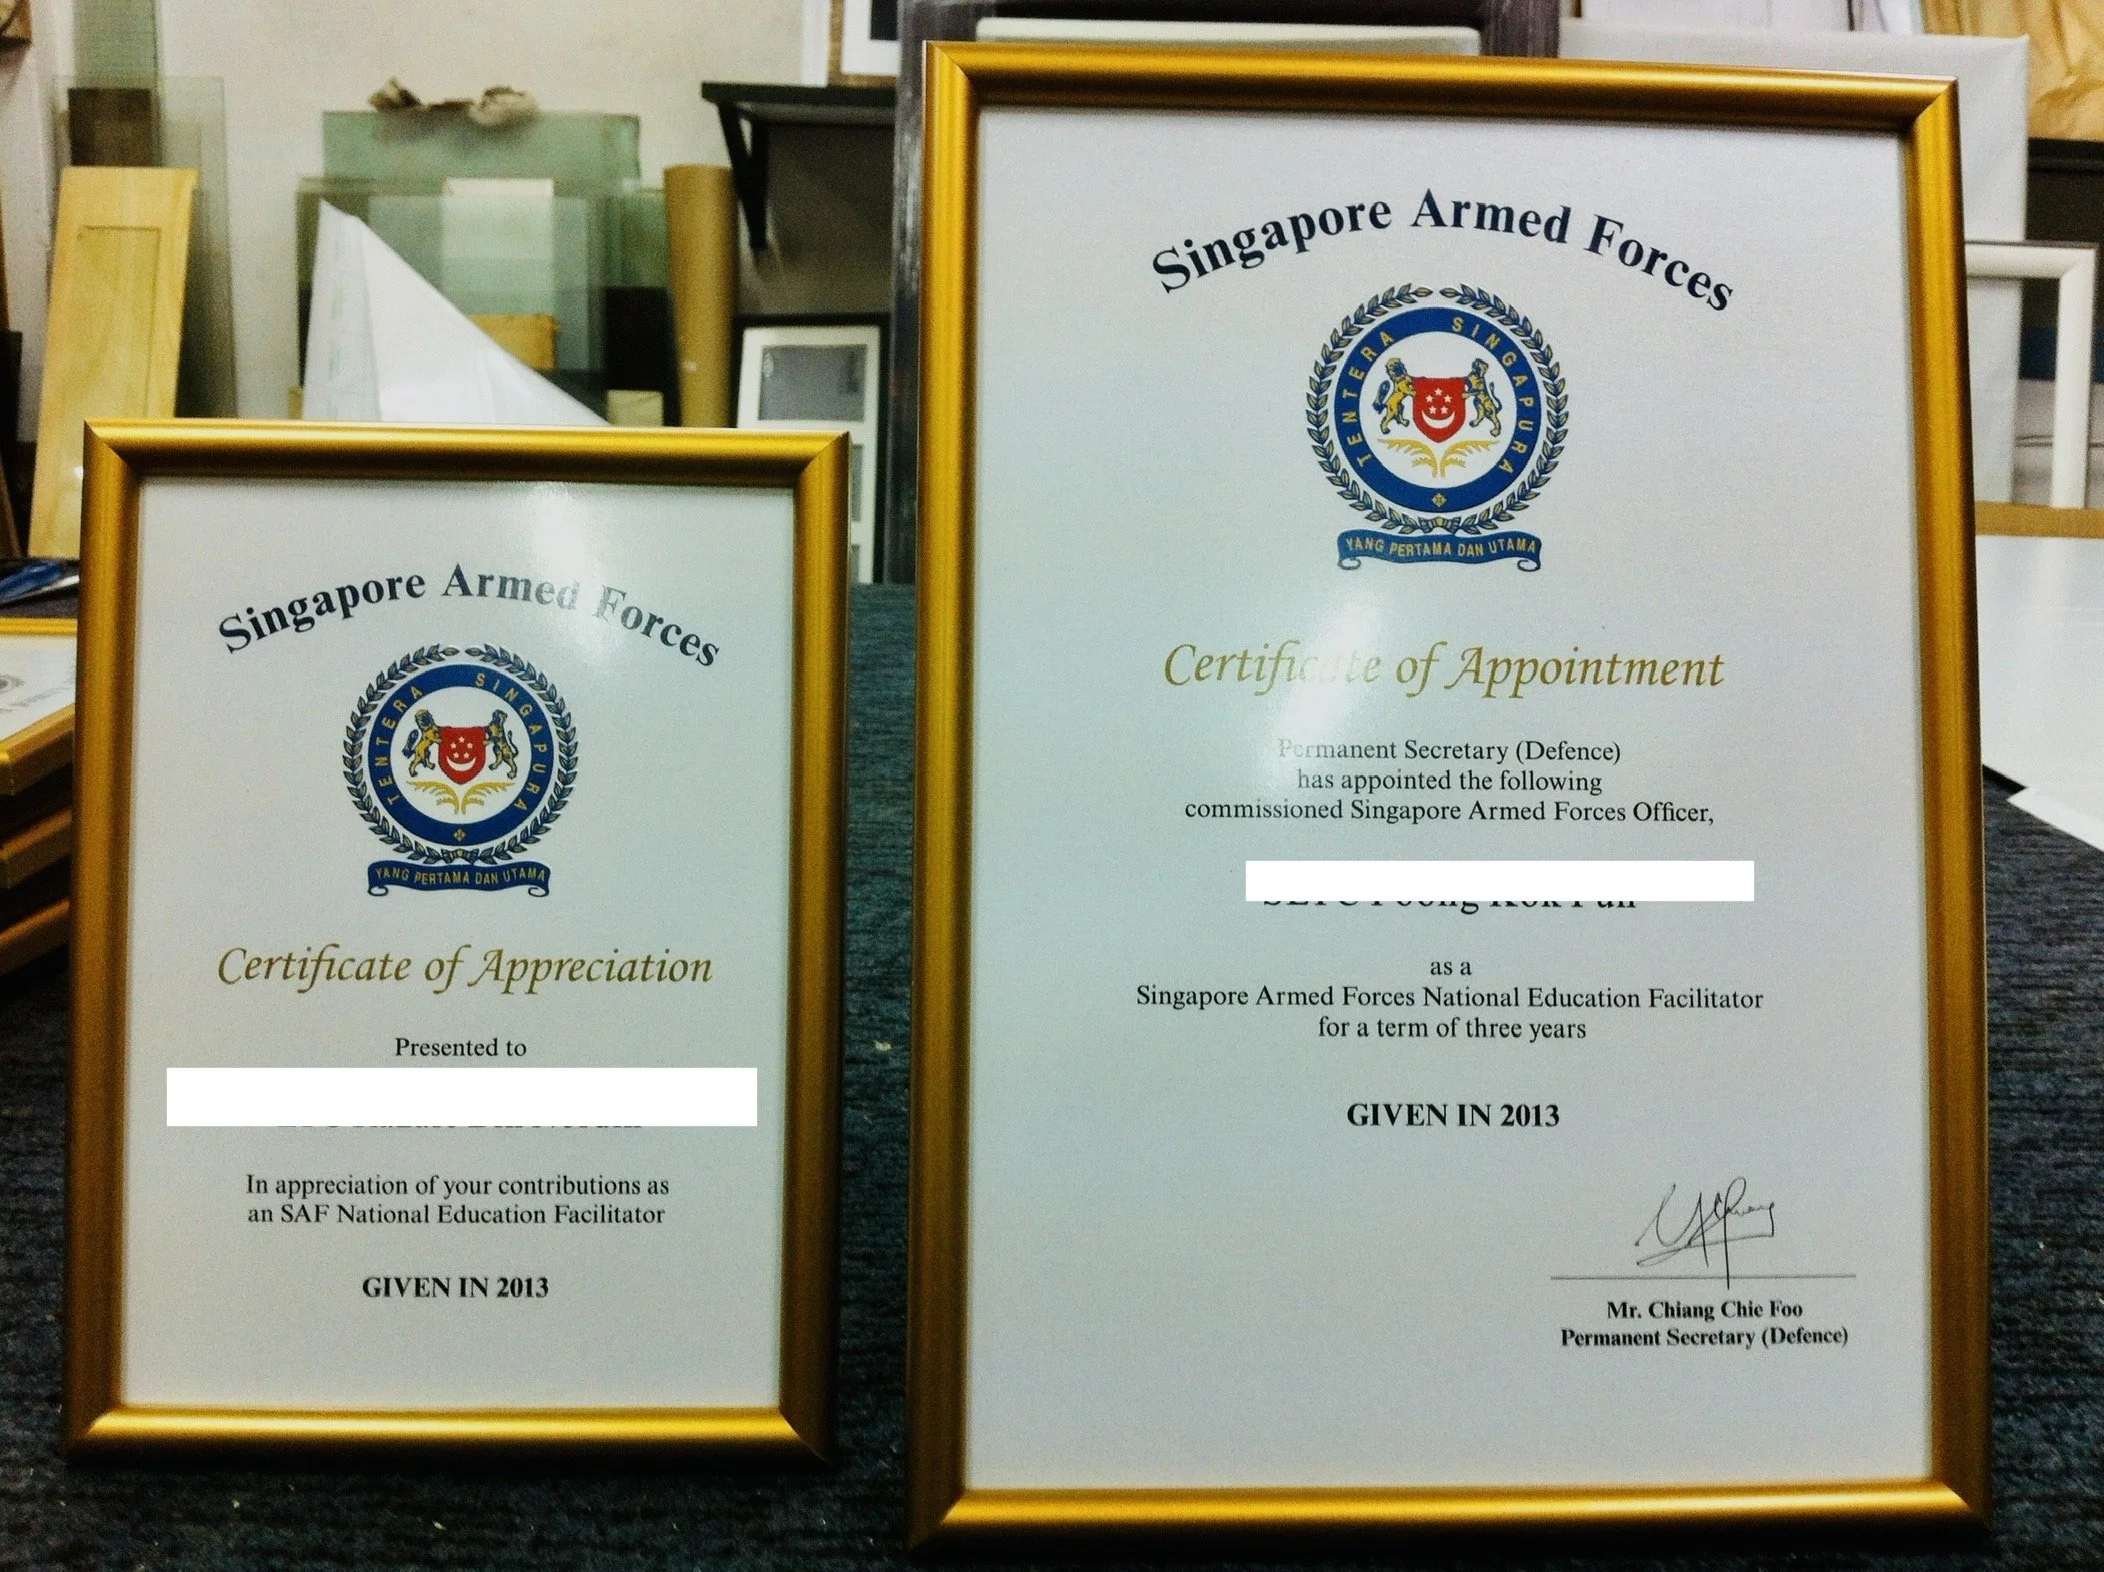 Singapore Armed Forces
TENTERA SINGAPURA
YANG PERTAMA DAN UTAMA
Certificate of Appreciation
Presented to
In appreciation of your contributions as
an SAF National Education Facilitator
GIVEN IN 2013
Singapore Armed Forces
TENTERA SINGAPURA
YANG PERTAMA DAN UTAMA
Certificate of Appointment
Permanent Secretary (Defence)
has appointed the following
commissioned Singapore Armed Forces Officer,
as a
Singapore Armed Forces National Education Facilitator
for a term of three years
GIVEN IN 2013
Mr. Chiang Chie Foo
Permanent Secretary (Defence)